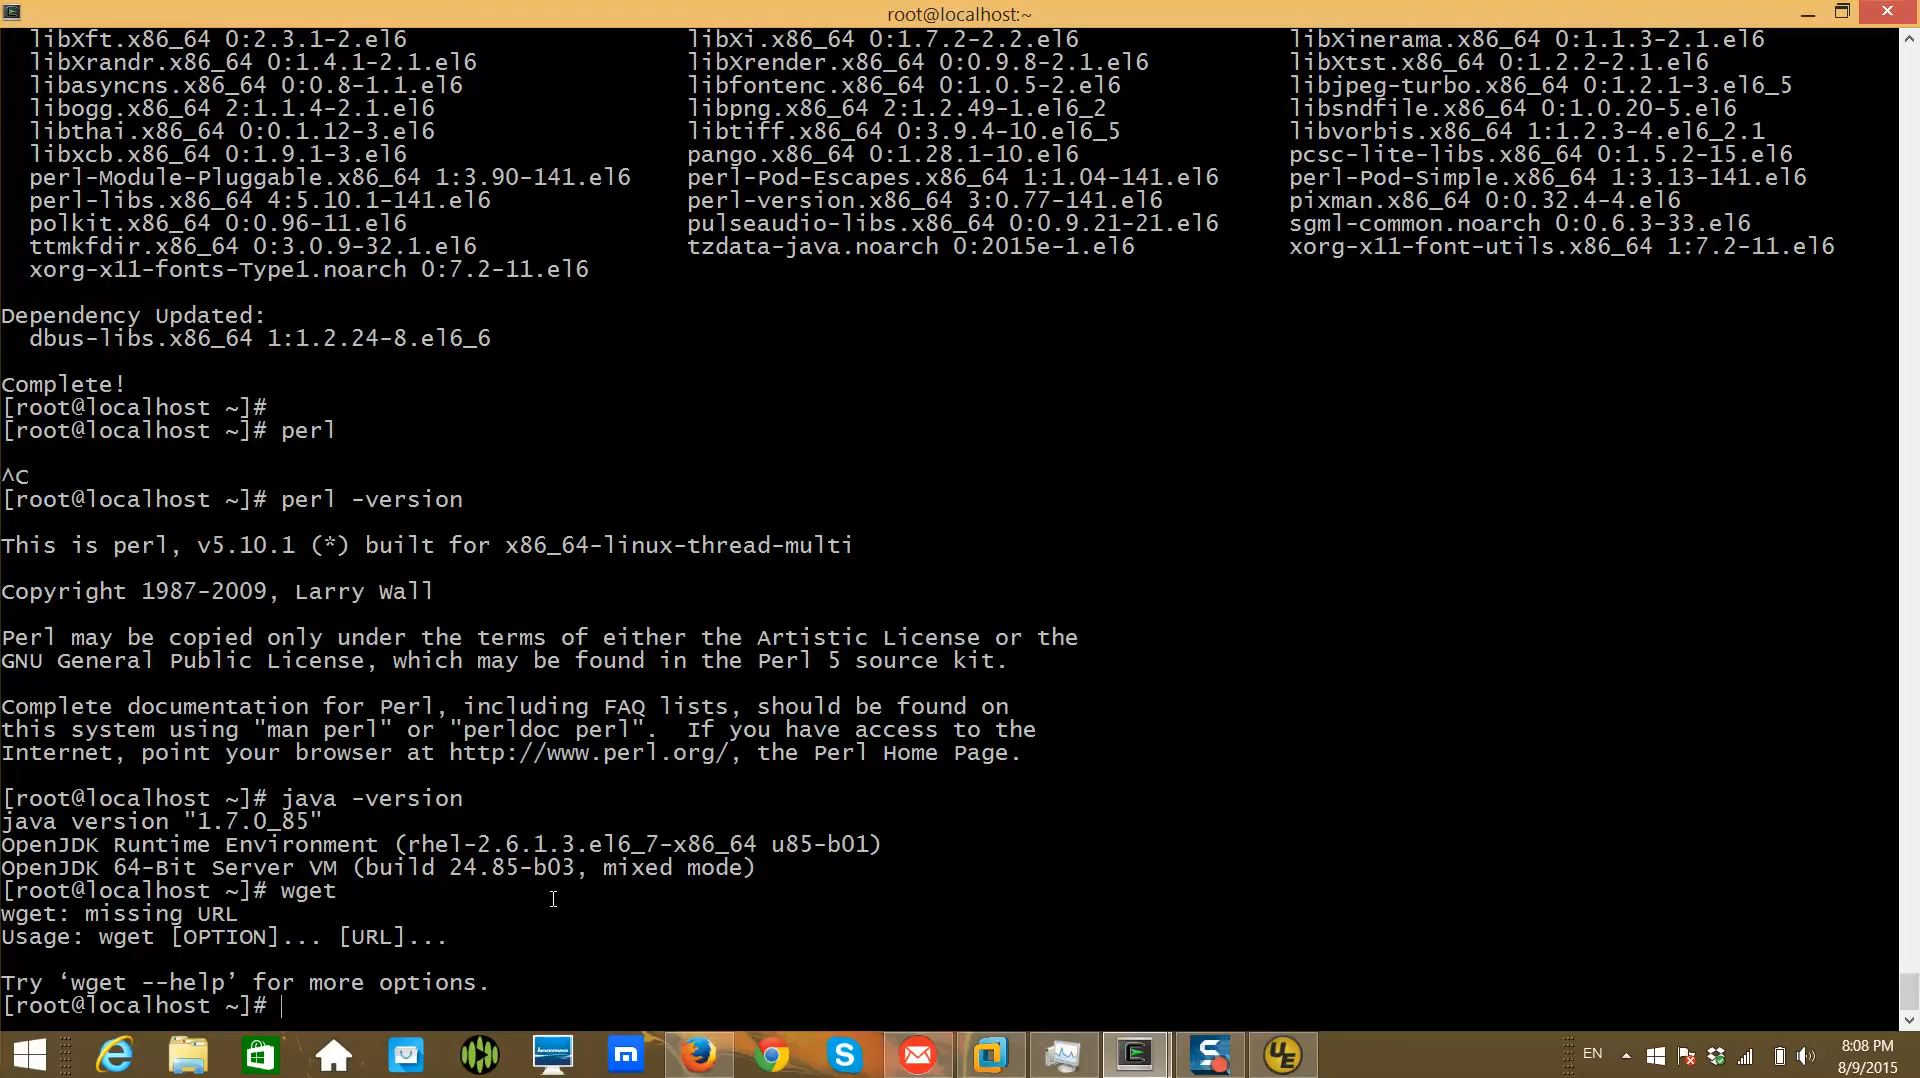 root@localhost:~
libXft.x86_64 0:2.3.1-2.el6 libXi.x86_64 0:1.7.2-2.2.el6 libXinerama.x86_64 0:1.1.3-2.1.el6
libXrandr.x86_64 0:1.4.1-2.1.el6 libXrender.x86_64 0:0.9.8-2.1.el6 libXtst.x86_64 0:1.2.2-2.1.el6
libasyncns.x86_64 0:0.8-1.1.el6 libfontenc.x86_64 0:1.0.5-2.el6 libjpeg-turbo.x86_64 0:1.2.1-3.el6_5
libogg.x86_64 2:1.1.4-2.1.el6 libpng.x86_64 2:1.2.49-1.el6_2 libsndfile.x86_64 0:1.0.20-5.el6
libthai.x86_64 0:0.1.12-3.el6 libtiff.x86_64 0:3.9.4-10.el6_5 libvorbis.x86_64 1:1.2.3-4.el6_2.1
libxcb.x86_64 0:1.9.1-3.el6 pango.x86_64 0:1.28.1-10.el6 pcsc-lite-libs.x86_64 0:1.5.2-15.el6
perl-Module-Pluggable.x86_64 1:3.90-141.el6 perl-Pod-Escapes.x86_64 1:1.04-141.el6 perl-Pod-Simple.x86_64 1:3.13-141.el6
perl-libs.x86_64 4:5.10.1-141.el6 perl-version.x86_64 3:0.77-141.el6 pixman.x86_64 0:0.32.4-4.el6
polkit.x86_64 0:0.96-11.el6 pulseaudio-libs.x86_64 0:0.9.21-21.el6 sgml-common.noarch 0:0.6.3-33.el6
ttmkfdir.x86_64 0:3.0.9-32.1.el6 tzdata-java.noarch 0:2015e-1.el6 xorg-x11-font-utils.x86_64 1:7.2-11.el6
xorg-x11-fonts-Type1.noarch 0:7.2-11.el6
Dependency Updated:
dbus-libs.x86_64 1:1.2.24-8.el6_6
Complete!
[root@localhost ~]#
[root@localhost ~]# perl
^C
[root@localhost ~]# perl -version
This is perl, v5.10.1 (*) built for x86_64-linux-thread-multi
Copyright 1987-2009, Larry Wall
Perl may be copied only under the terms of either the Artistic License or the
GNU General Public License, which may be found in the Perl 5 source kit.
Complete documentation for Perl, including FAQ lists, should be found on
this system using "man perl" or "perldoc perl".  If you have access to the
Internet, point your browser at http://www.perl.org/, the Perl Home Page.
[root@localhost ~]# java -version
java version "1.7.0_85"
OpenJDK Runtime Environment (rhel-2.6.1.3.el6_7-x86_64 u85-b01)
OpenJDK 64-Bit Server VM (build 24.85-b03, mixed mode)
[root@localhost ~]# wget
wget: missing URL
Usage: wget [OPTION]... [URL]...
Try ‘wget --help’ for more options.
[root@localhost ~]#
EN
8:08 PM
8/9/2015